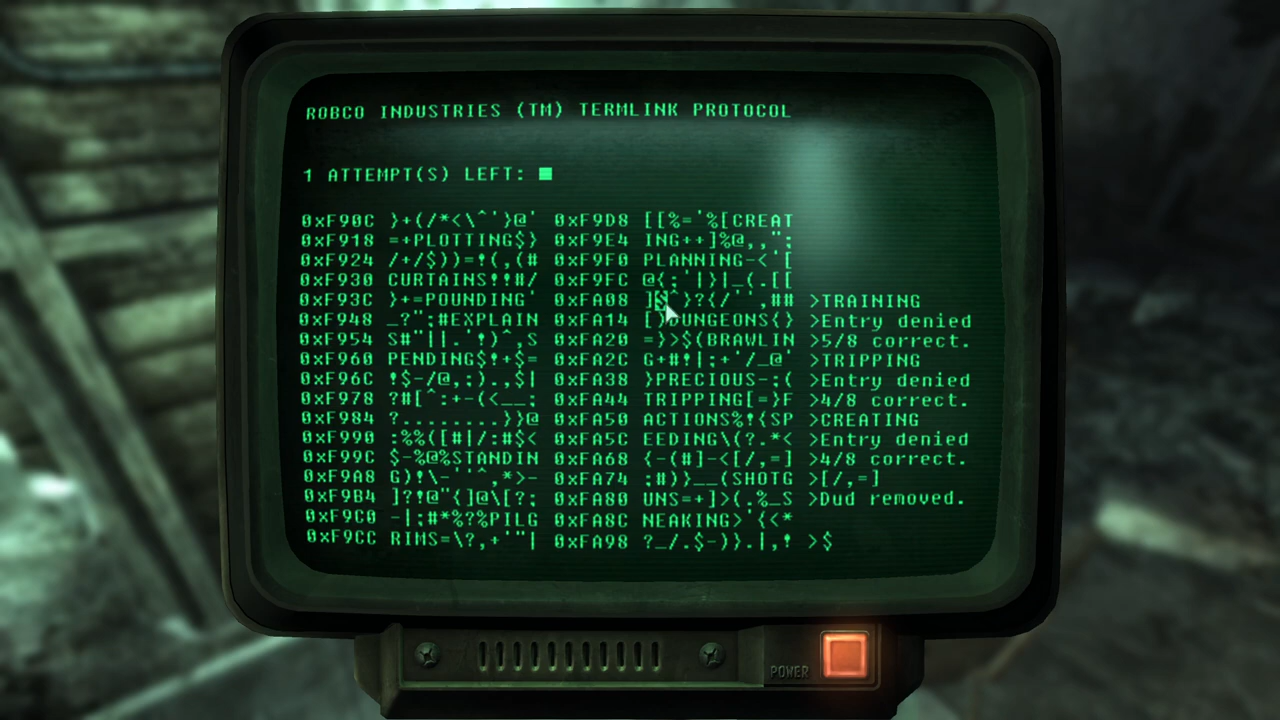 ROBCO INDUSTRIES (TM) TERMLINK PROTOCOL
1 ATTEMPT(S) LEFT: ■
0xF90C }+(/*<\^'}@' 0xF9D8 [[%='%[CREAT
0xF918 =+PLOTTING$} 0xF9E4 ING++]%@,,";
0xF924 /+/$))=!(,(# 0xF9F0 PLANNING-<'[
0xF930 CURTAINS!!#/ 0xF9FC @{;'|}|_(.[[
0xF93C }+=POUNDING' 0xFA08 ]$^}?{/'',## >TRAINING
0xF948 _?";#EXPLAIN 0xFA14 [)DUNGEONS{} >Entry denied
0xF954 S#"||.'!)^,S 0xFA20 =}>$(BRAWLIN >5/8 correct.
0xF960 PENDING$!+$= 0xFA2C G+#!|;+'/_@' >TRIPPING
0xF96C !$-/@,:).,$| 0xFA38 }PRECIOUS-:( >Entry denied
0xF978 ?#[^:+-(<__; 0xFA44 TRIPPING[=}F >4/8 correct.
0xF984 ?........}}@ 0xFA50 ACTIONS%!{SP >CREATING
0xF990 :%%([#|/:#$< 0xFA5C EEDING\(?.*< >Entry denied
0xF99C $-%@%STANDIN 0xFA68 {-(#]-<[/,=] >4/8 correct.
0xF9A8 G)!\-''^,*>- 0xFA74 ;#)}__(SHOTG >[/,=]
0xF9B4 ]?!@"{]@\[?; 0xFA80 UNS=+]>(.%_S >Dud removed.
0xF9C0 -|;#*%?%PILG 0xFA8C NEAKING>'{<*
0xF9CC RIMS=\?,+'"| 0xFA98 ?_/.$-)}.|,! >$
POWER